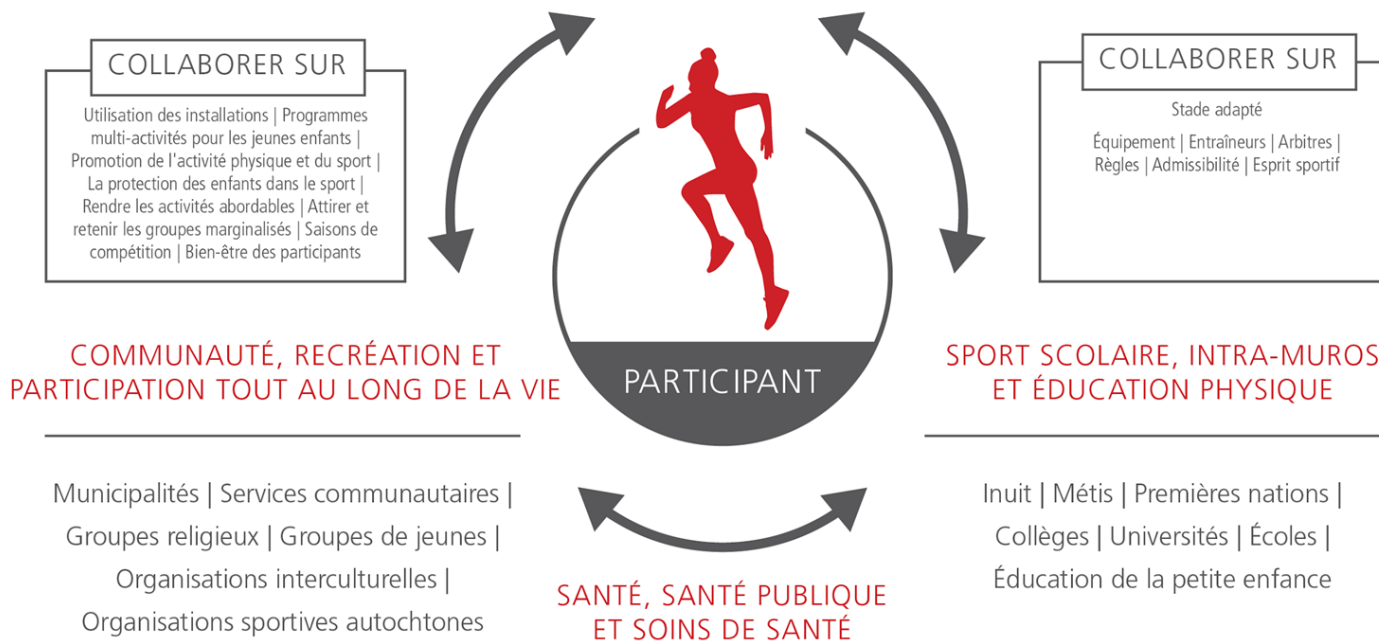 COLLABORER SUR
Utilisation des installations | Programmes
multi-activités pour les jeunes enfants |
Promotion de l'activité physique et du sport |
La protection des enfants dans le sport |
Rendre les activités abordables | Attirer et
retenir les groupes marginalisés | Saisons de
compétition | Bien-être des participants
COMMUNAUTÉ, RECRÉATION ET
PARTICIPATION TOUT AU LONG DE LA VIE
Municipalités | Services communautaires |
Groupes religieux | Groupes de jeunes |
Organisations interculturelles |
Organisations sportives autochtones
PARTICIPANT
SANTÉ, SANTÉ PUBLIQUE
ET SOINS DE SANTÉ
COLLABORER SUR
Stade adapté
Équipement | Entraîneurs | Arbitres |
Règles | Admissibilité | Esprit sportif
SPORT SCOLAIRE, INTRA-MUROS
ET ÉDUCATION PHYSIQUE
Inuit | Métis | Premières nations |
Collèges | Universités | Écoles |
Éducation de la petite enfance